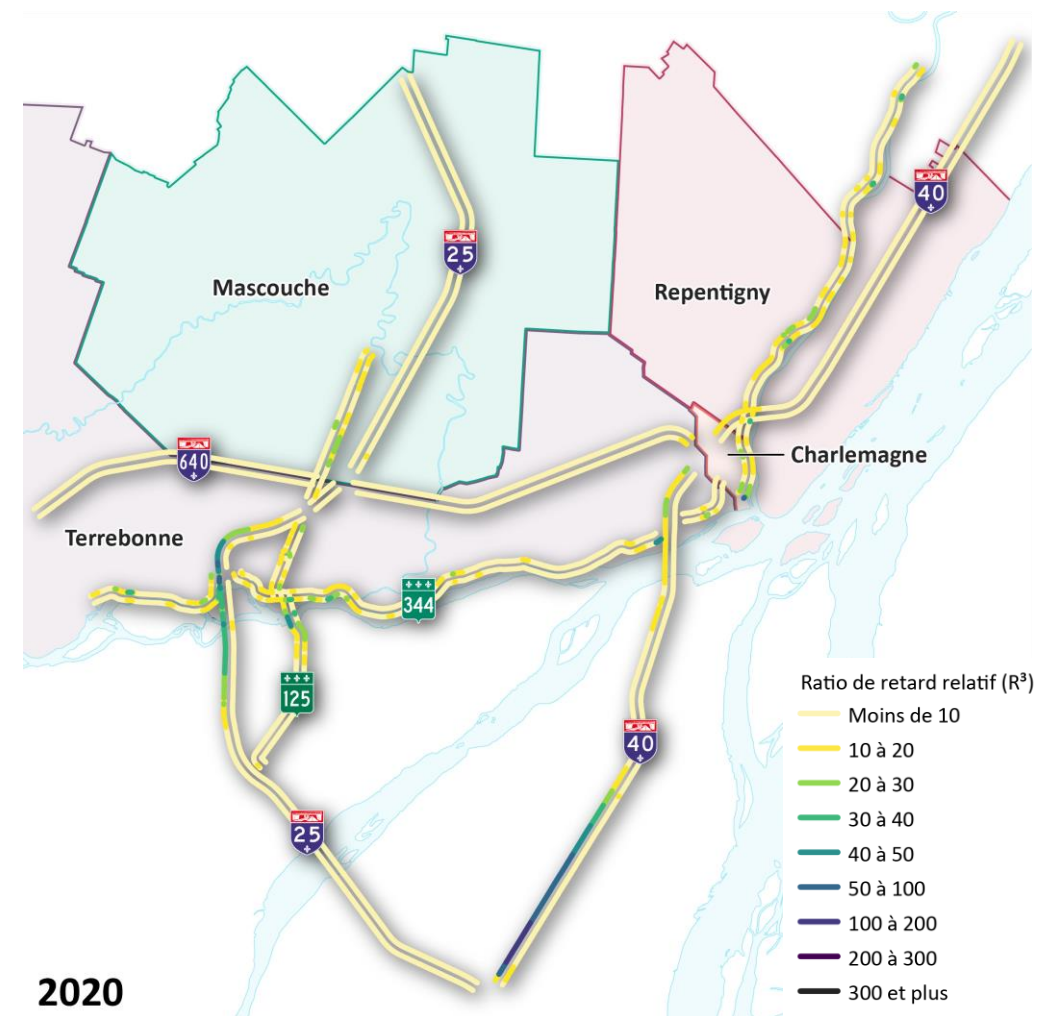 40
25
Mascouche
Repentigny
640
Charlemagne
Terrebonne
344
125
40
25
Ratio de retard relatif (R³)
Moins de 10
10 à 20
20 à 30
30 à 40
40 à 50
50 à 100
100 à 200
200 à 300
300 et plus
2020